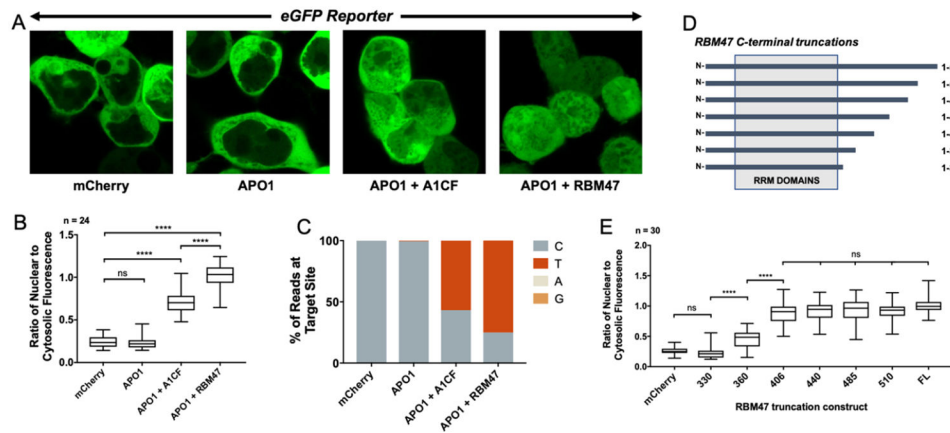 A
eGFP Reporter
mCherry
APO1
APO1 + A1CF
APO1 + RBM47
B
n = 24
Ratio of Nuclear to
Cytosolic Fluorescence
1.5
1.0
0.5
0.0
****
****
****
ns
mCherry
APO1
APO1 + A1CF
APO1 + RBM47
C
% of Reads at
Target Site
100
50
0
C
T
A
G
mCherry
APO1
APO1 + A1CF
APO1 + RBM47
D
RBM47 C-terminal truncations
N- 1-
N- 1-
N- 1-
N- 1-
N- 1-
N- 1-
N- 1-
RRM DOMAINS
E
n = 30
Ratio of Nuclear to
Cytosolic Fluorescence
2.0
1.5
1.0
0.5
0.0
ns
****
****
ns
mCherry
330
360
406
440
485
510
FL
RBM47 truncation construct